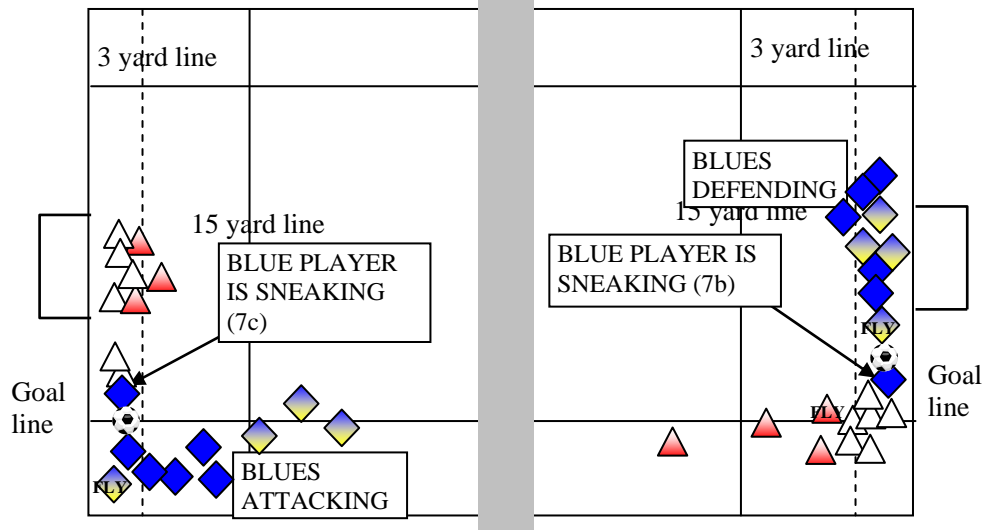 3 yard line
15 yard line
BLUE PLAYER
IS SNEAKING
(7c)
Goal
line
FLY
BLUES
ATTACKING
3 yard line
BLUES
DEFENDING
15 yard line
BLUE PLAYER IS
SNEAKING (7b)
FLY
Goal
line
FLY